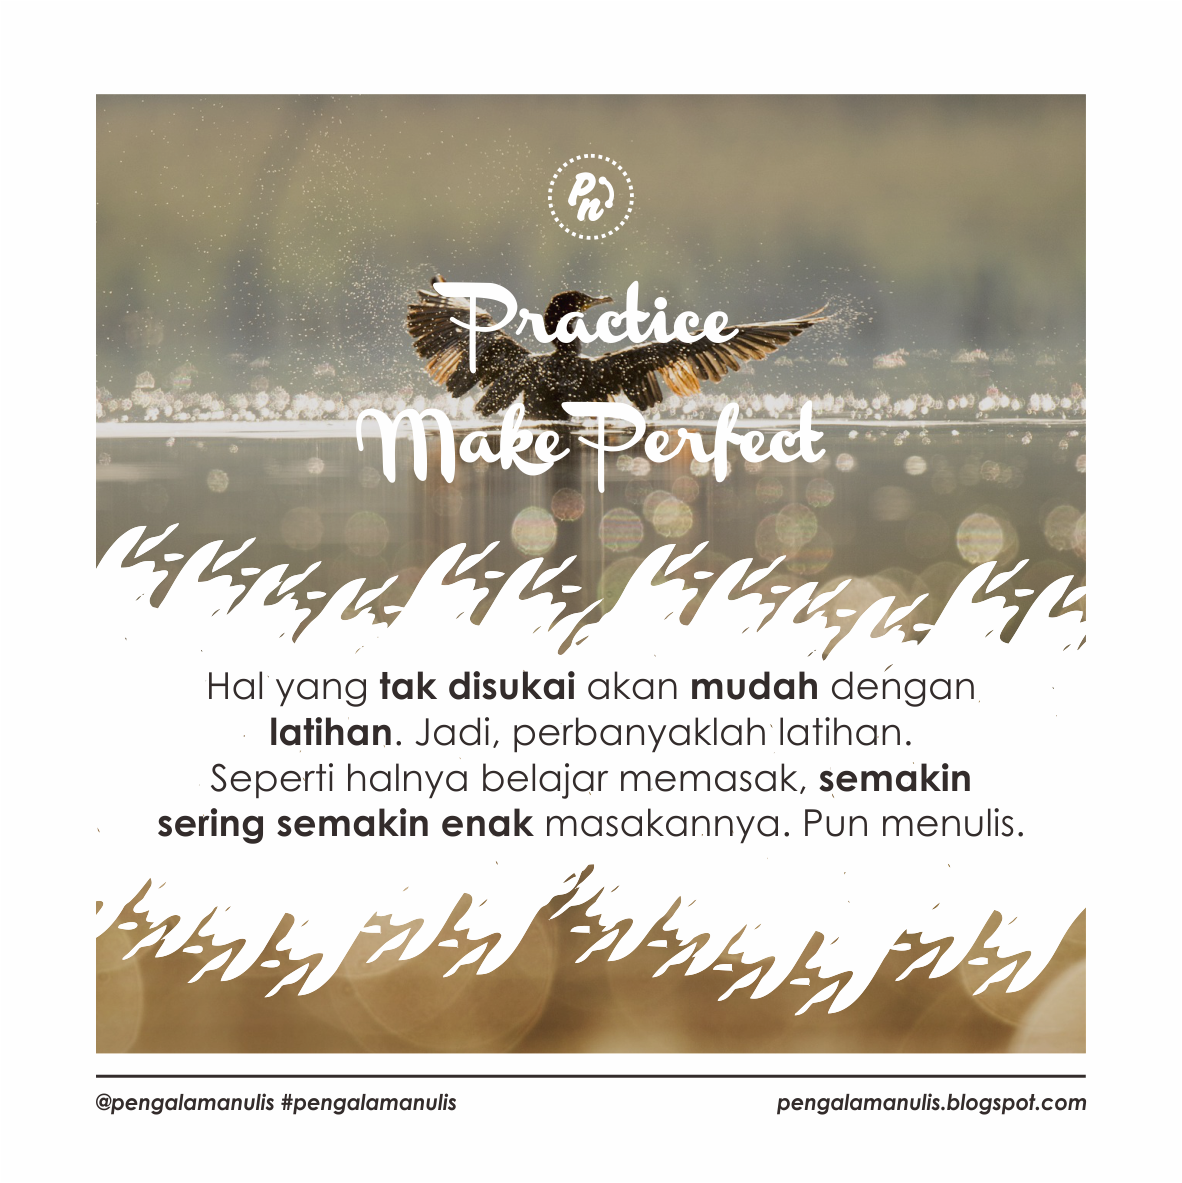 Pn
Practice
Make Perfect
Hal yang tak disukai akan mudah dengan
latihan. Jadi, perbanyaklah latihan.
Seperti halnya belajar memasak, semakin
sering semakin enak masakannya. Pun menulis.
@pengalamanulis #pengalamanulis
pengalamanulis.blogspot.com